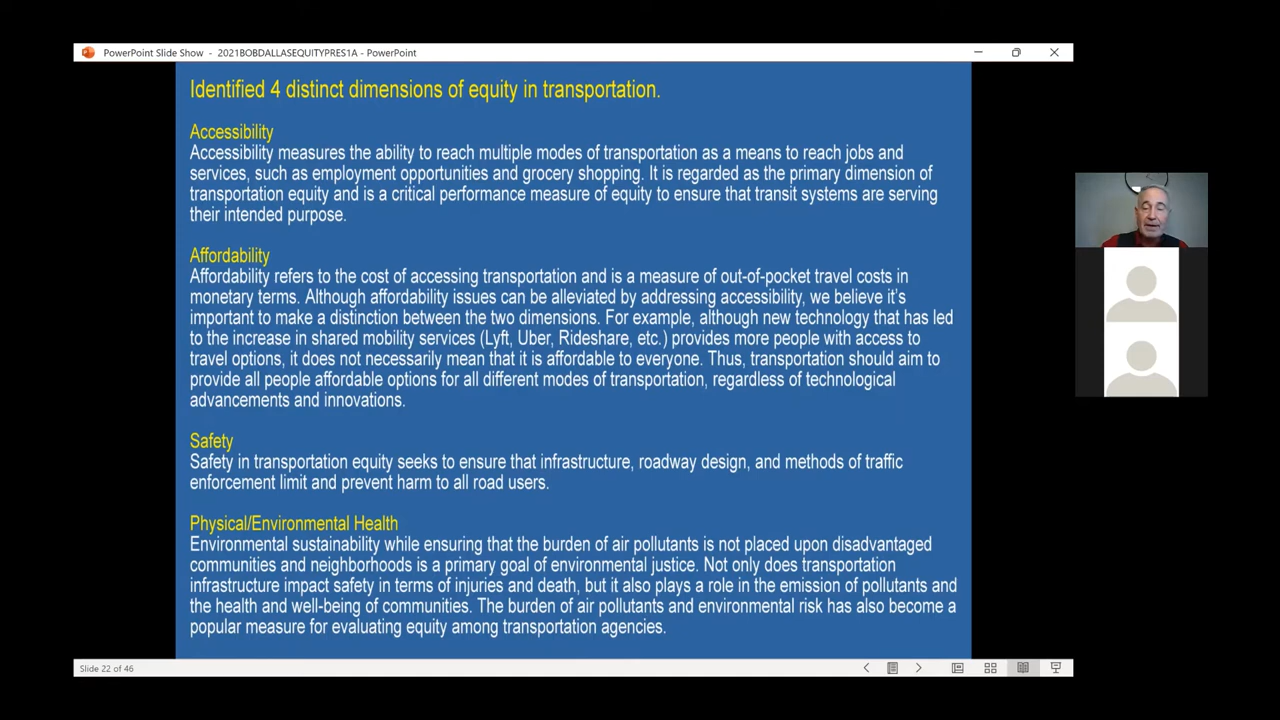 PowerPoint Slide Show - 2021BOBDALLASEQUITYPRES1A - PowerPoint
Identified 4 distinct dimensions of equity in transportation.
Accessibility
Accessibility measures the ability to reach multiple modes of transportation as a means to reach jobs and
services, such as employment opportunities and grocery shopping. It is regarded as the primary dimension of
transportation equity and is a critical performance measure of equity to ensure that transit systems are serving
their intended purpose.
Affordability
Affordability refers to the cost of accessing transportation and is a measure of out-of-pocket travel costs in
monetary terms. Although affordability issues can be alleviated by addressing accessibility, we believe it's
important to make a distinction between the two dimensions. For example, although new technology that has led
to the increase in shared mobility services (Lyft, Uber, Rideshare, etc.) provides more people with access to
travel options, it does not necessarily mean that it is affordable to everyone. Thus, transportation should aim to
provide all people affordable options for all different modes of transportation, regardless of technological
advancements and innovations.
Safety
Safety in transportation equity seeks to ensure that infrastructure, roadway design, and methods of traffic
enforcement limit and prevent harm to all road users.
Physical/Environmental Health
Environmental sustainability while ensuring that the burden of air pollutants is not placed upon disadvantaged
communities and neighborhoods is a primary goal of environmental justice. Not only does transportation
infrastructure impact safety in terms of injuries and death, but it also plays a role in the emission of pollutants and
the health and well-being of communities. The burden of air pollutants and environmental risk has also become a
popular measure for evaluating equity among transportation agencies.
Slide 22 of 46